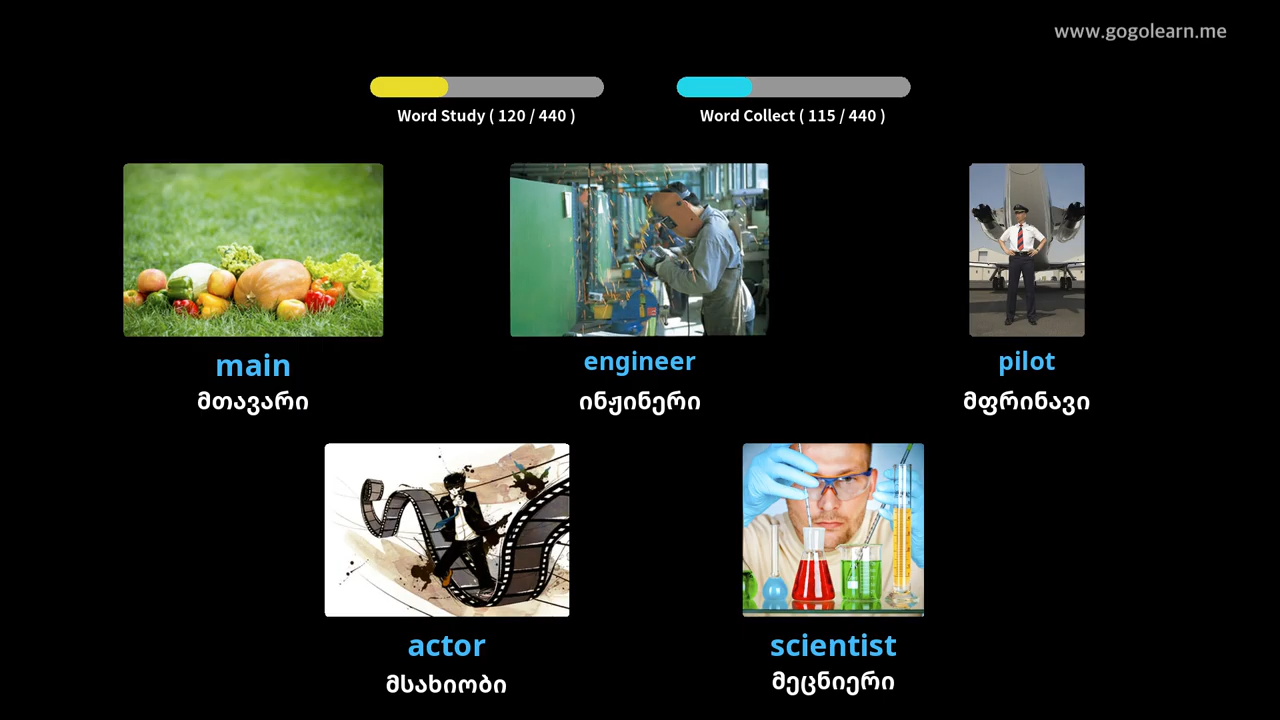 www.gogolearn.me
Word Study ( 120 / 440 )
Word Collect ( 115 / 440 )
main
მთავარი
engineer
ინჟინერი
pilot
მფრინავი
actor
მსახიობი
scientist
მეცნიერი